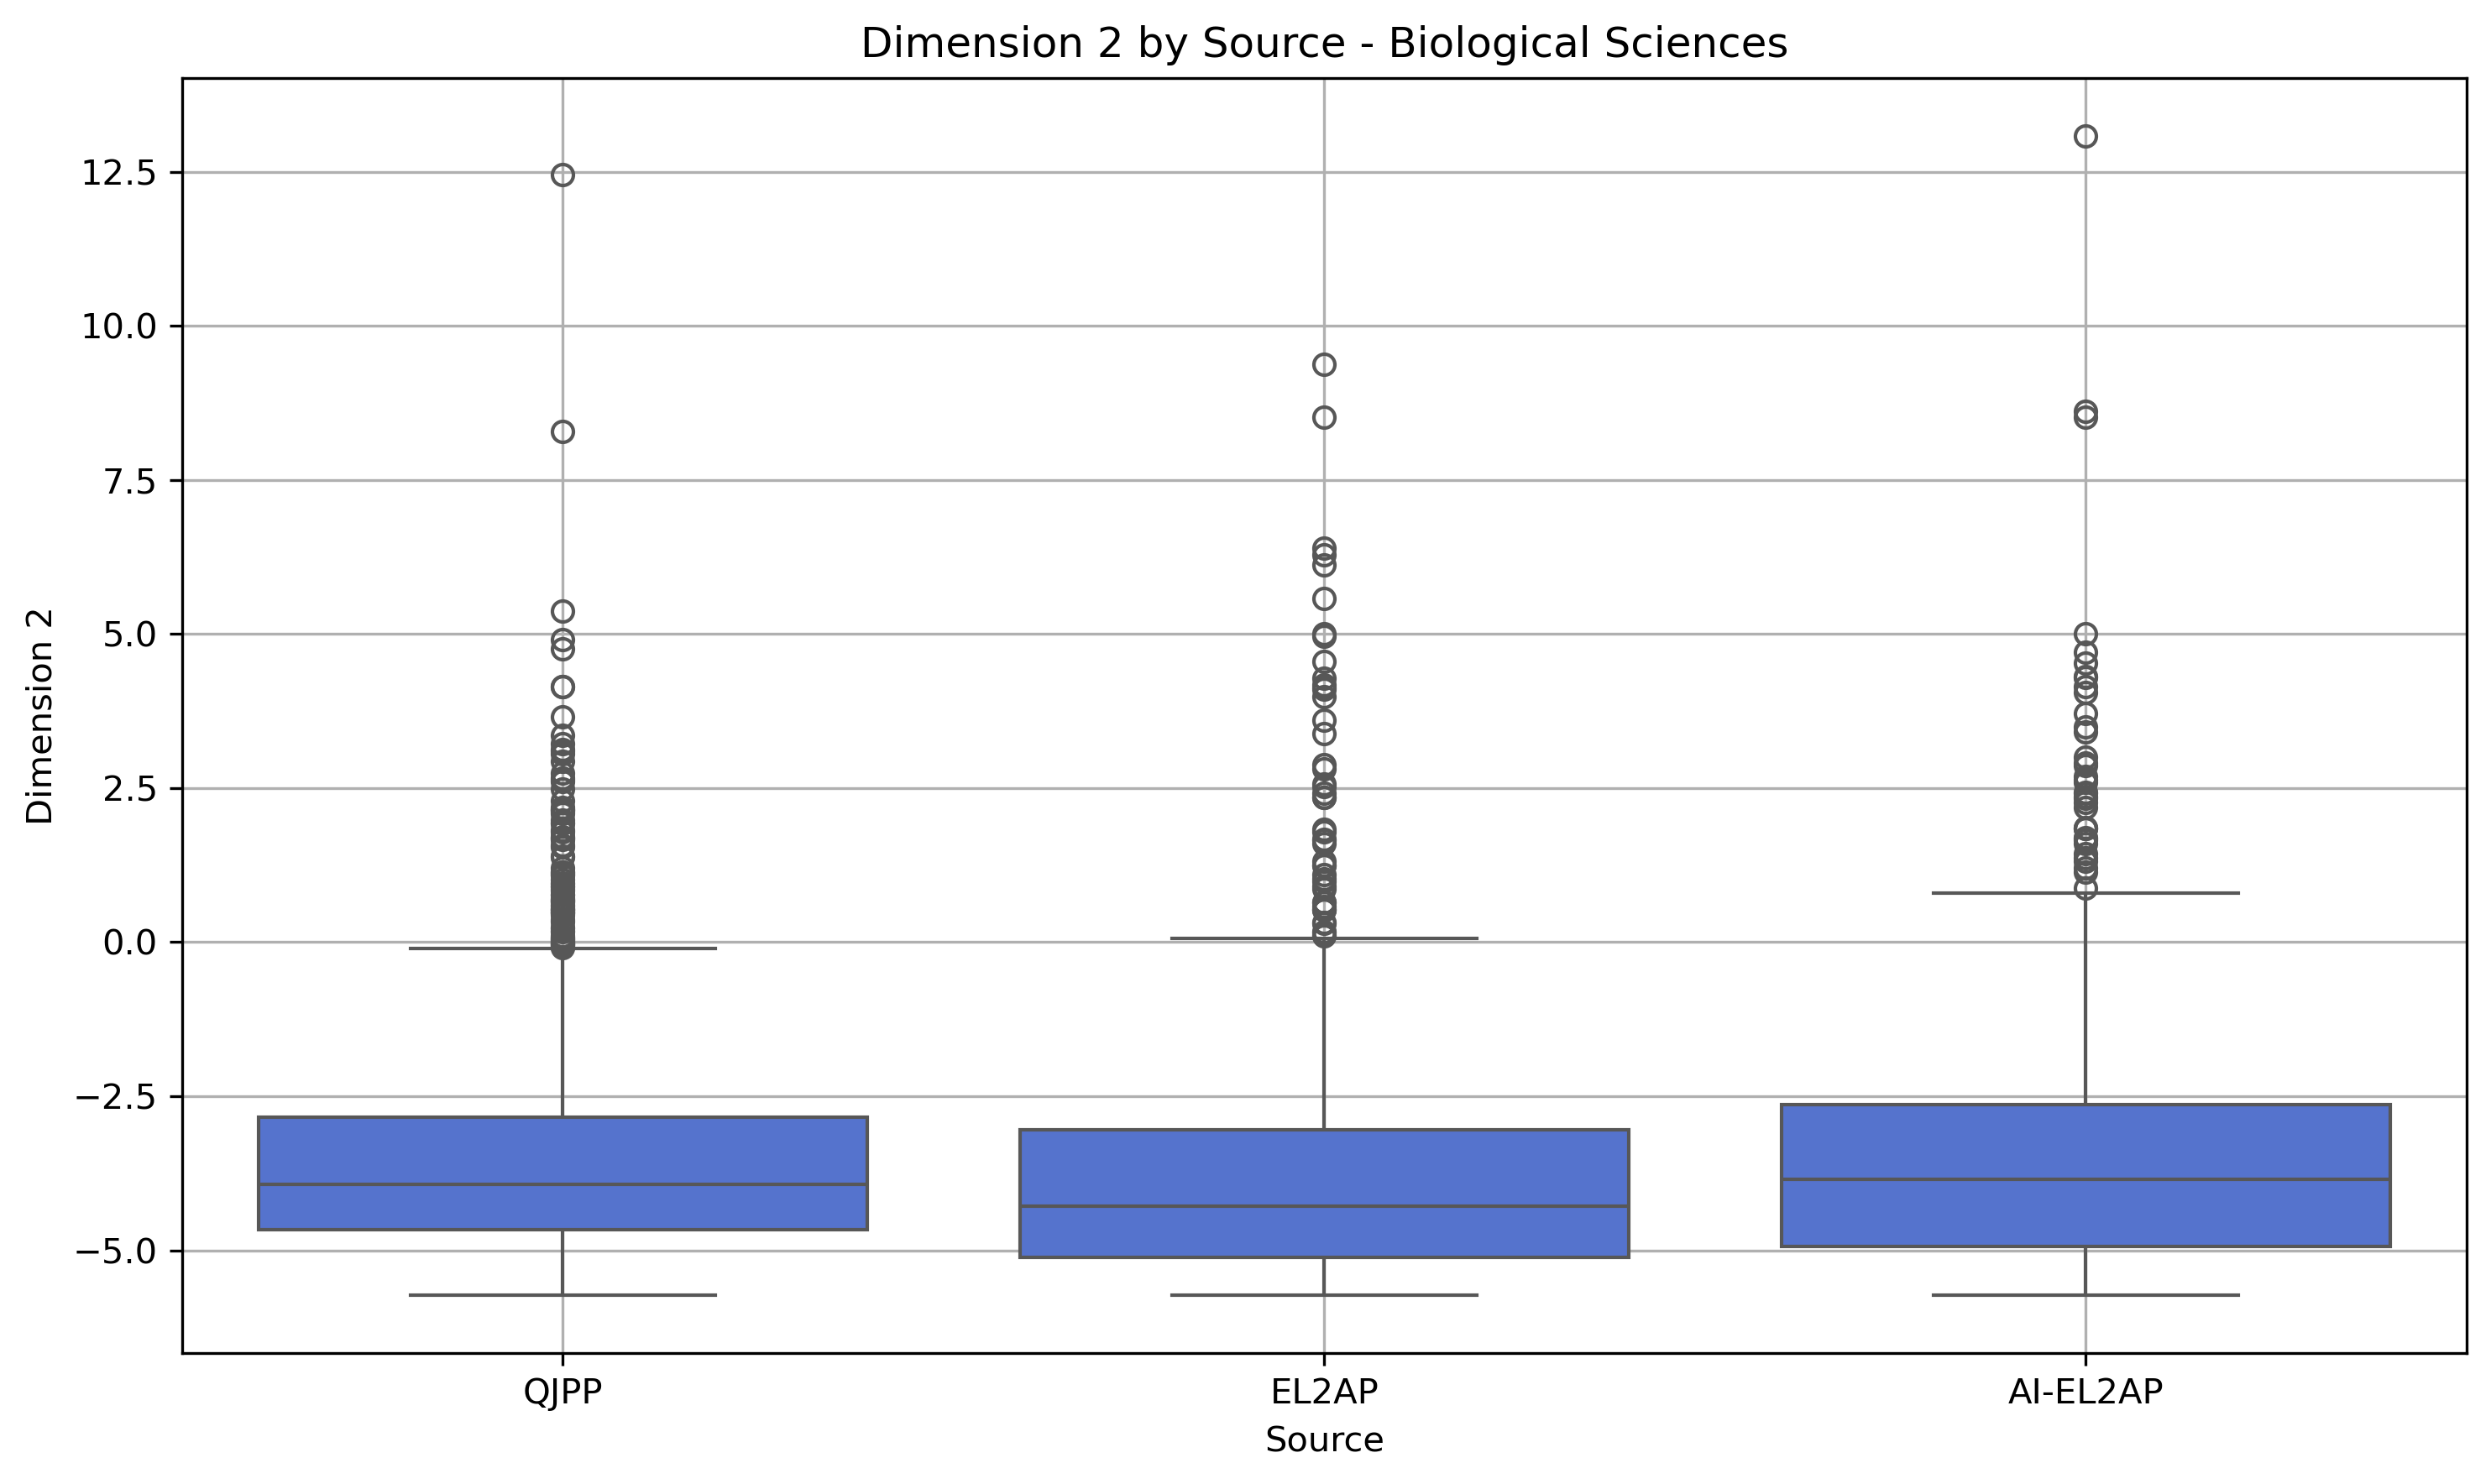 Dimension 2 by Source - Biological Sciences
12.5
10.0
7.5
5.0
2.5
0.0
−2.5
−5.0
Dimension 2
QJPP EL2AP AI-EL2AP
Source